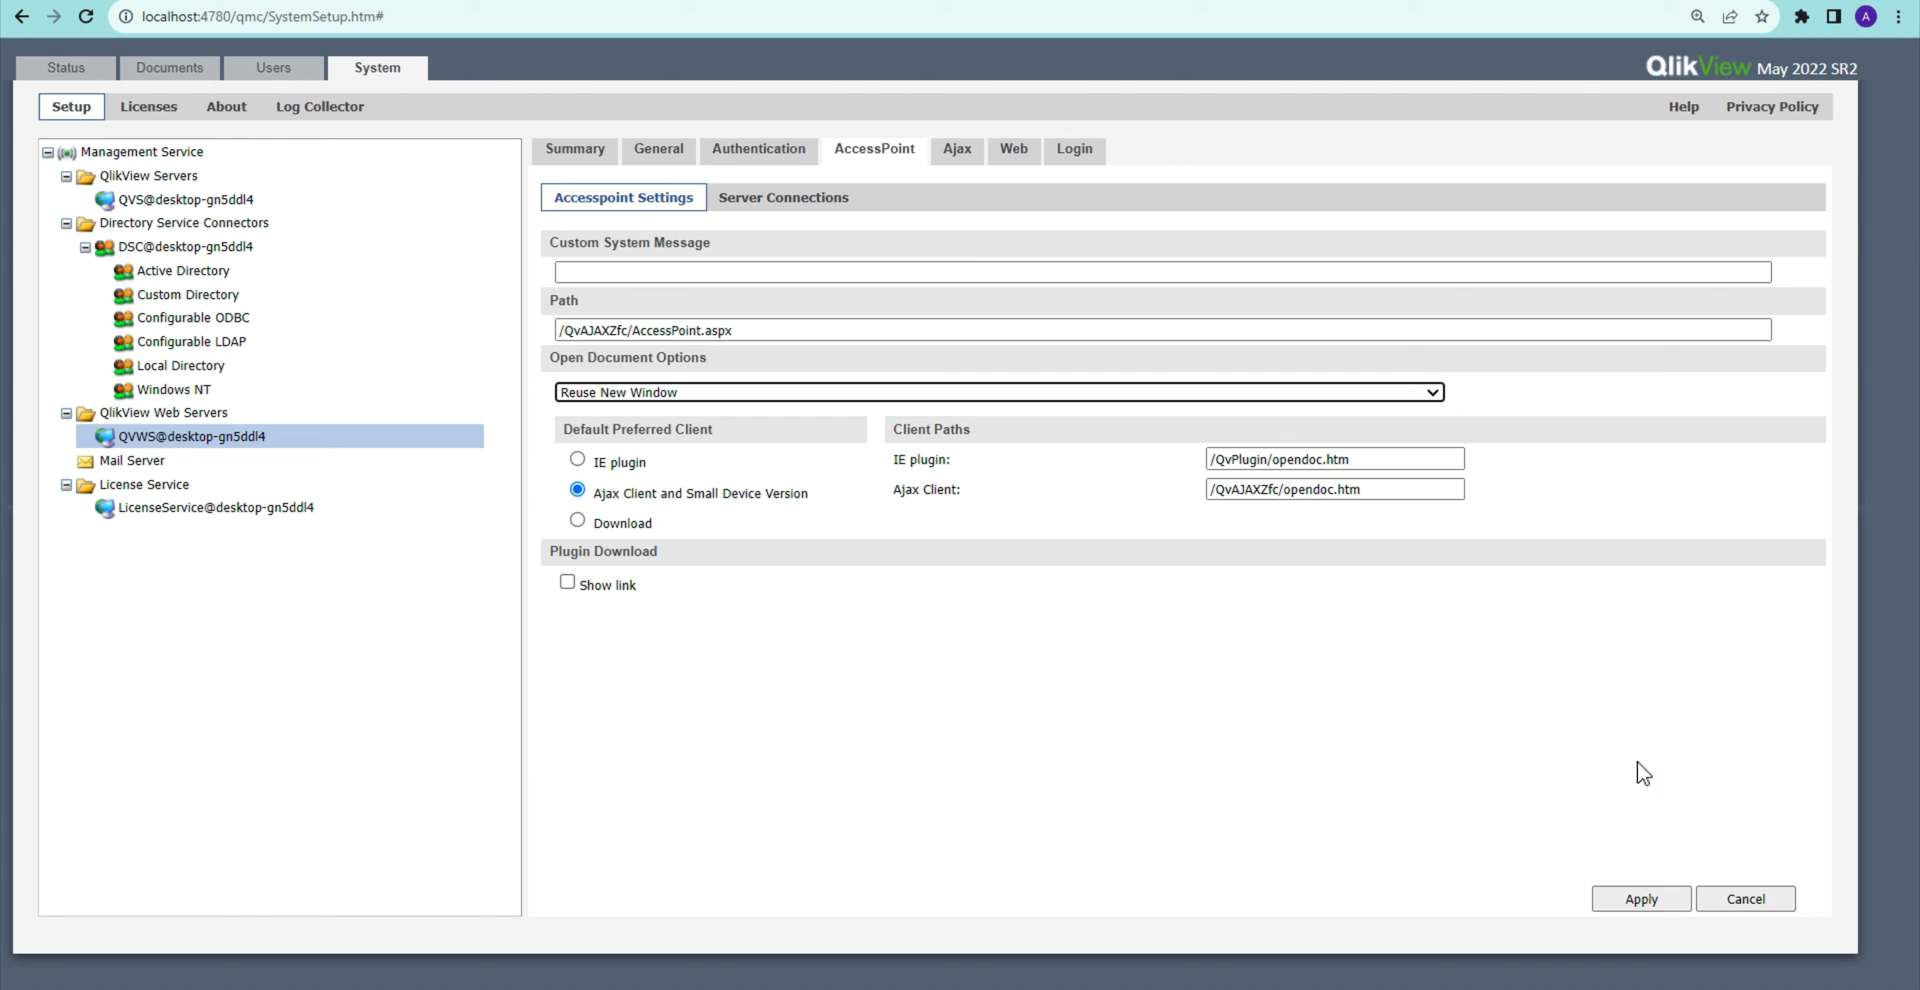 localhost:4780/qmc/SystemSetup.htm#
A
Status Documents Users System
QlikView May 2022 SR2
Setup Licenses About Log Collector Help Privacy Policy
Management Service
QlikView Servers
QVS@desktop-gn5ddl4
Directory Service Connectors
DSC@desktop-gn5ddl4
Active Directory
Custom Directory
Configurable ODBC
Configurable LDAP
Local Directory
Windows NT
QlikView Web Servers
QVWS@desktop-gn5ddl4
Mail Server
License Service
LicenseService@desktop-gn5ddl4
Summary General Authentication AccessPoint Ajax Web Login
Accesspoint Settings Server Connections
Custom System Message
Path
/QvAJAXZfc/AccessPoint.aspx
Open Document Options
Reuse New Window
Default Preferred Client
IE plugin
Ajax Client and Small Device Version
Download
Client Paths
IE plugin: /QvPlugin/opendoc.htm
Ajax Client: /QvAJAXZfc/opendoc.htm
Plugin Download
Show link
Apply Cancel